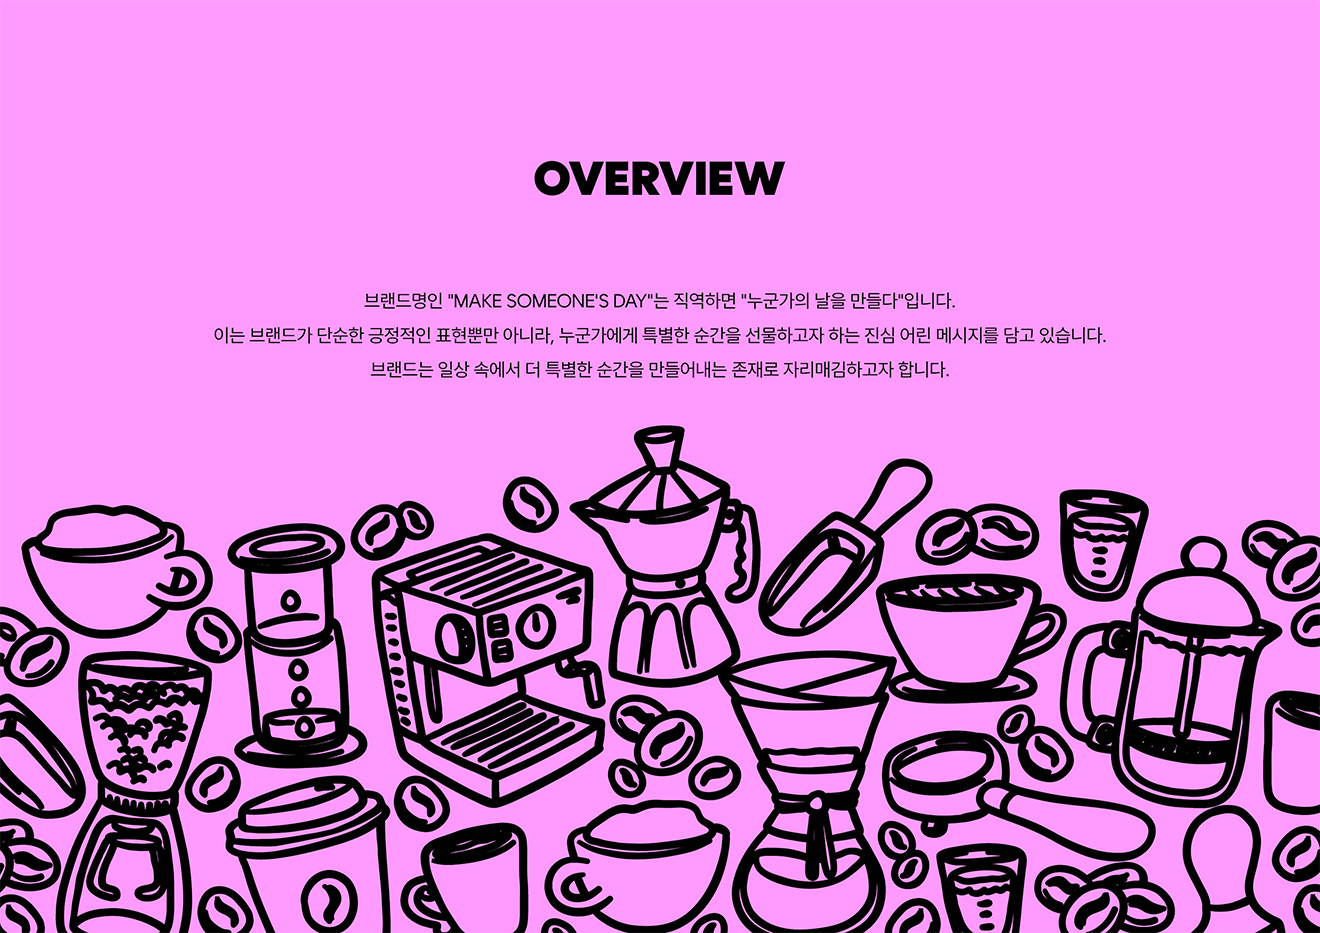 OVERVIEW
브랜드명인 "MAKE SOMEONE'S DAY"는 직역하면 "누군가의 날을 만들다"입니다.
이는 브랜드가 단순한 긍정적인 표현뿐만 아니라, 누군가에게 특별한 순간을 선물하고자 하는 진심 어린 메시지를 담고 있습니다.
브랜드는 일상 속에서 더 특별한 순간을 만들어내는 존재로 자리매김하고자 합니다.